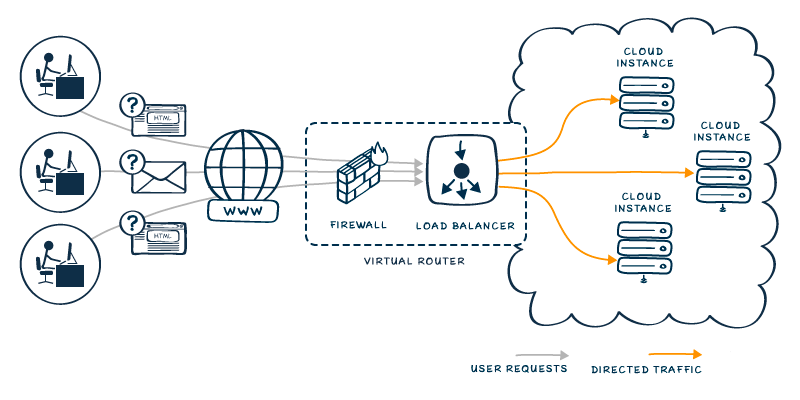 CLOUD
INSTANCE
?
HTML
CLOUD
INSTANCE
?
CLOUD
INSTANCE
?
HTML
WWW
FIREWALL
LOAD BALANCER
VIRTUAL ROUTER
USER REQUESTS
DIRECTED TRAFFIC